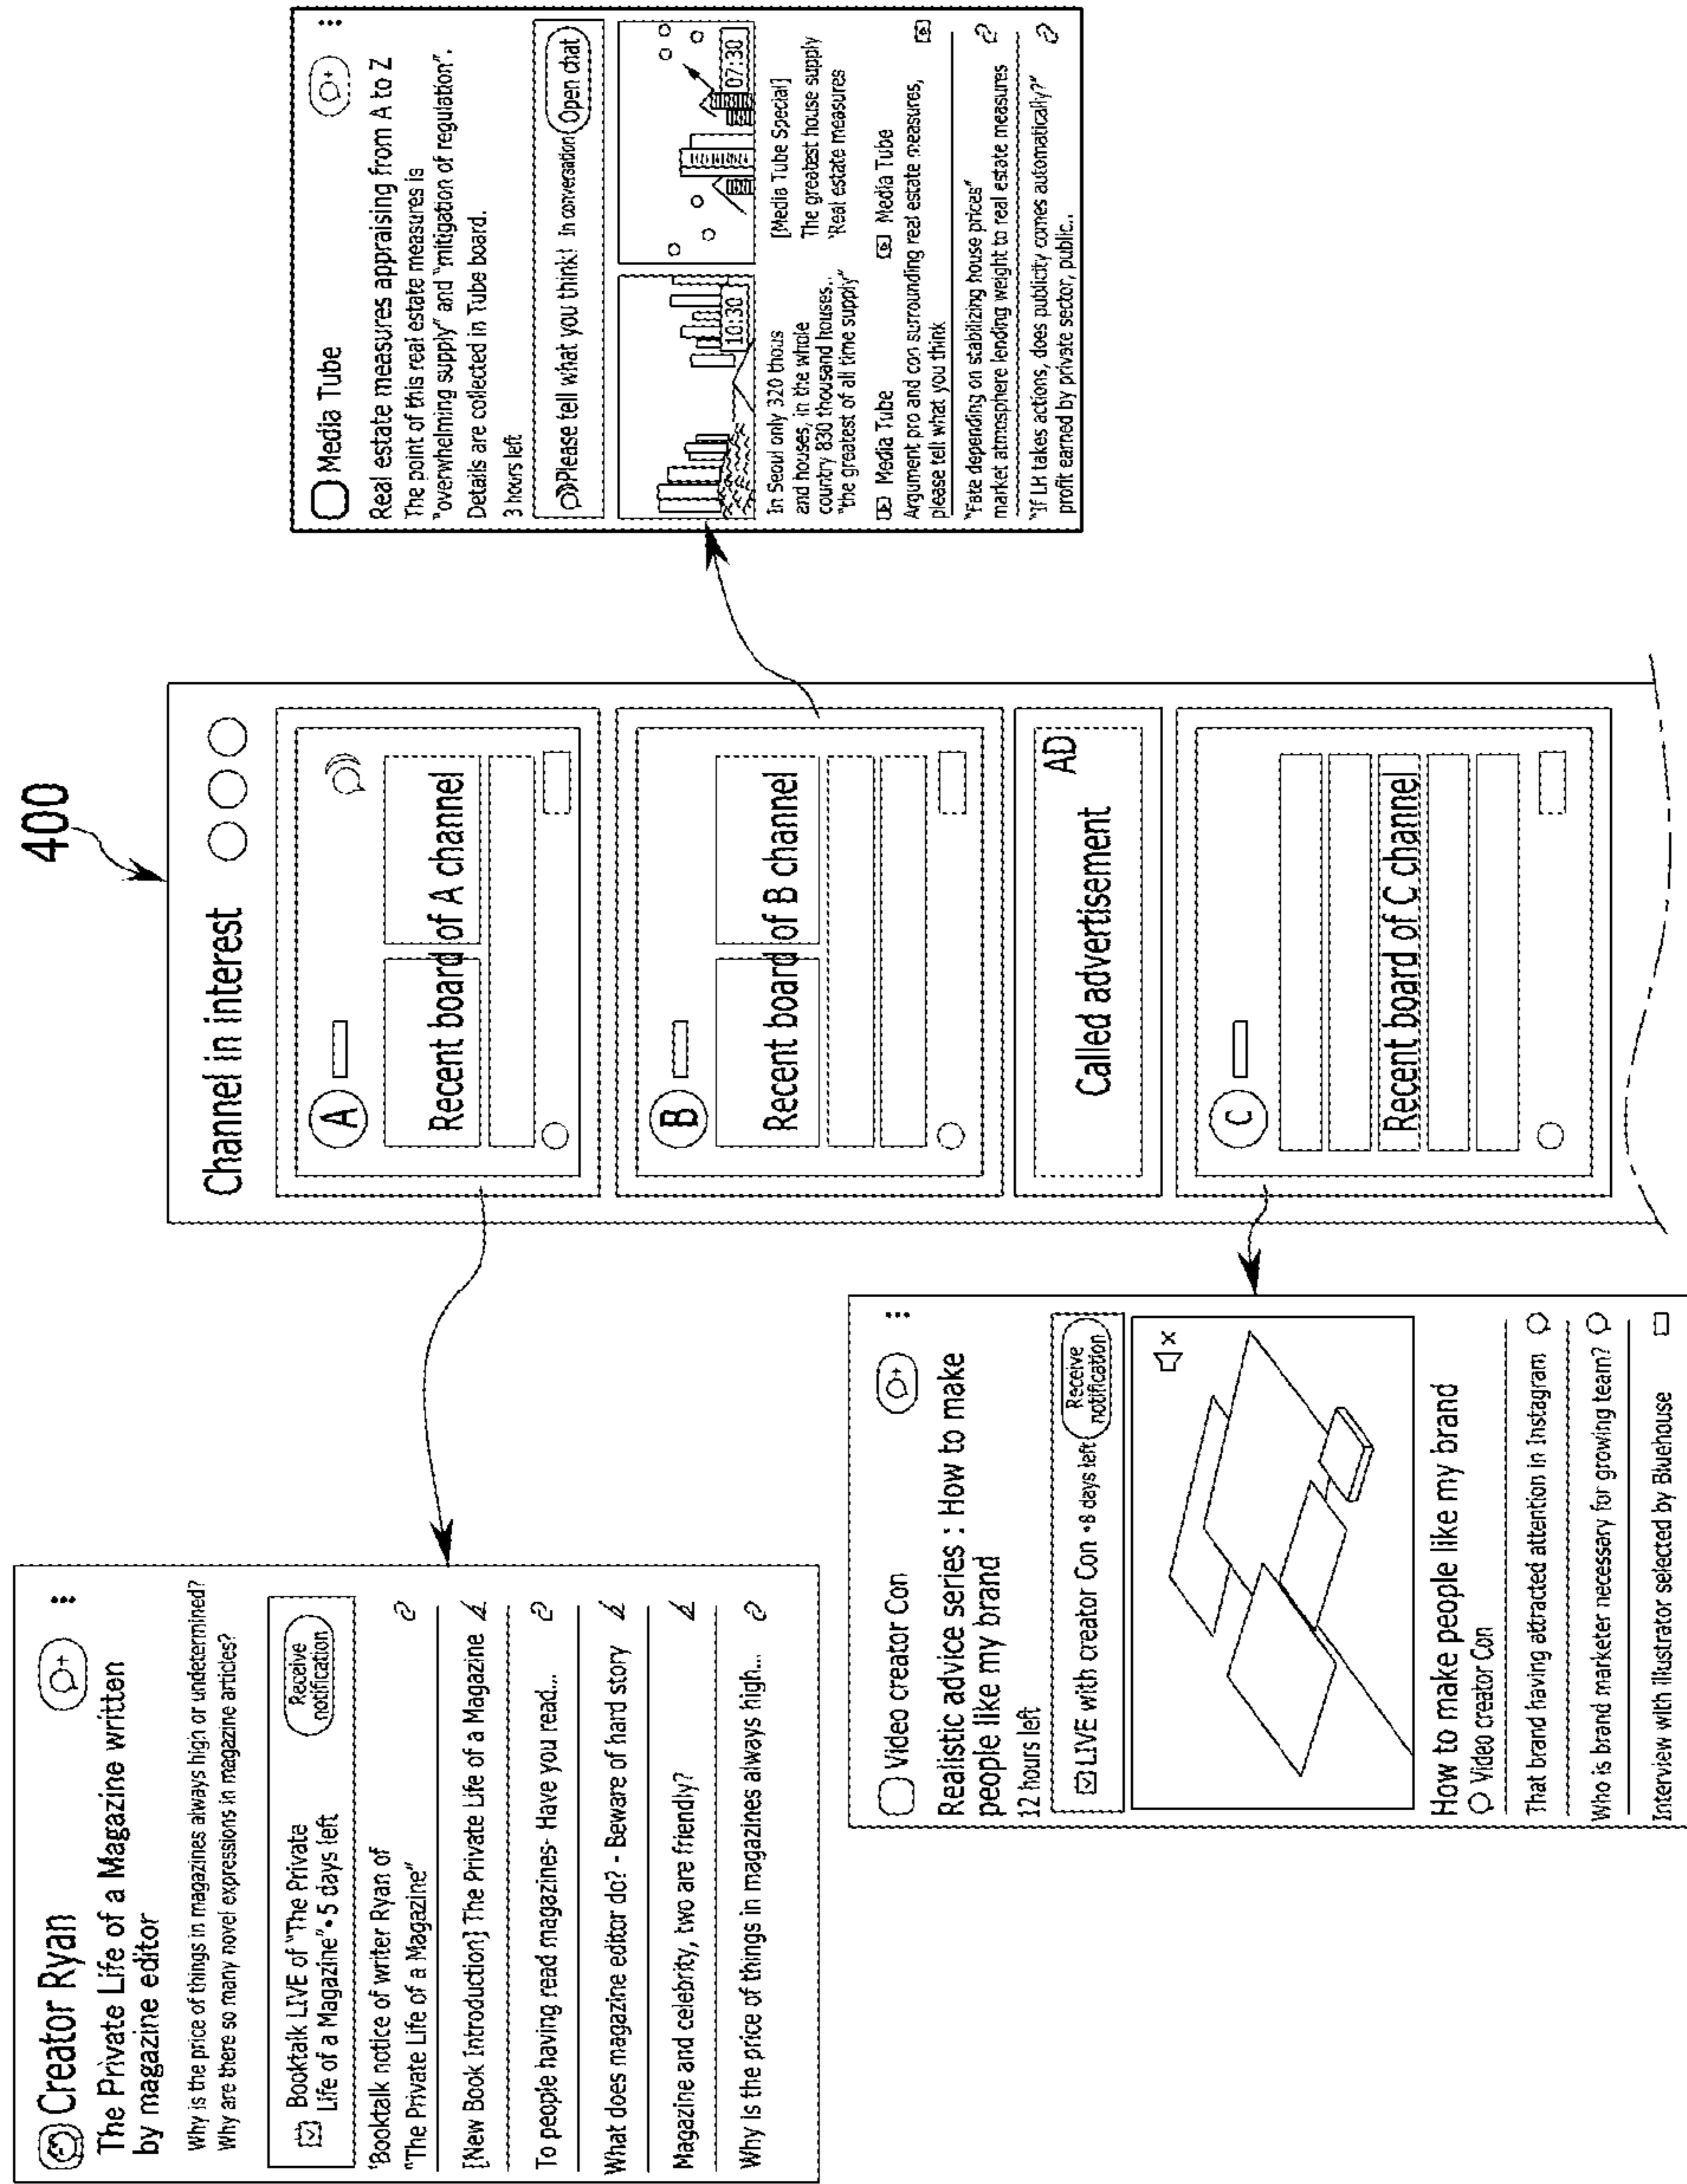 400
Creator Ryan
The Private Life of a Magazine written
by magazine editor
Why is the price of things in magazines always high or undetermined?
Why are there so many novel expressions in magazine articles?
Booktalk LIVE of "The Private
Life of a Magazine"•5 days left
Receive
notification
'Booktalk notice of writer Ryan of
"The Private Life of a Magazine"
[New Book Introduction] The Private Life of a Magazine
To people having read magazines- Have you read...
What does magazine editor do? - Beware of hard story
Magazine and celebrity, two are friendly?
Why is the price of things in magazines always high...
Channel in interest
A
Recent board of A channel
B
Recent board of B channel
AD
Called advertisement
C
Recent board of C channel
Media Tube
Real estate measures appraising from A to Z
The point of this real estate measures is
"overwhelming supply" and "mitigation of regulation".
Details are collected in Tube board.
3 hours left
Please tell what you think! In conversation
Open chat
10:30
07:30
In Seoul only 320 thous
and houses, in the whole
country 830 thousand houses..
"the greatest of all time supply"
Media Tube
[Media Tube Special]
The greatest house supply
'Real estate measures
Media Tube
Argument pro and con surrounding real estate measures,
please tell what you think
"Fate depending on stabilizing house prices"
market atmosphere lending weight to real estate measures
"If LH takes actions, does publicity comes automatically?"
profit earned by private sector, public..
Video creator Con
Realistic advice series : How to make
people like my brand
12 hours left
LIVE with creator Con •8 days left
Receive
notification
How to make people like my brand
Video creator Con
That brand having attracted attention in Instagram
Who is brand marketer necessary for growing team?
Interview with illustrator selected by Bluehouse